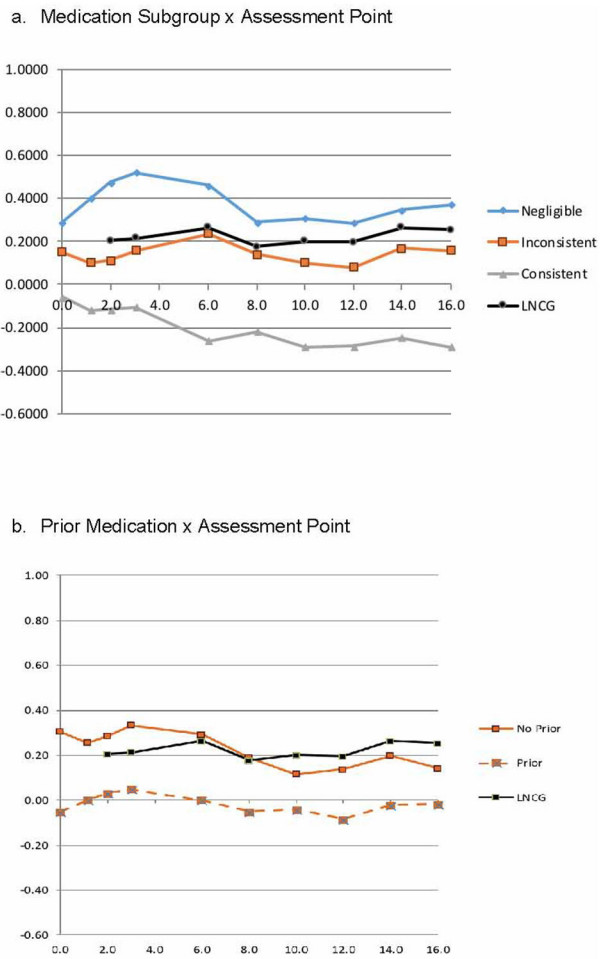 a. Medication Subgroup x Assessment Point
1.0000
0.8000
0.6000
0.4000
0.2000
0.0000
-0.2000
-0.4000
-0.6000
0.0 2.0 4.0 6.0 8.0 10.0 12.0 14.0 16.0
Negligible
Inconsistent
Consistent
LNCG
b. Prior Medication x Assessment Point
1.00
0.80
0.60
0.40
0.20
0.00
-0.20
-0.40
-0.60
0.0 2.0 4.0 6.0 8.0 10.0 12.0 14.0 16.0
No Prior
Prior
LNCG